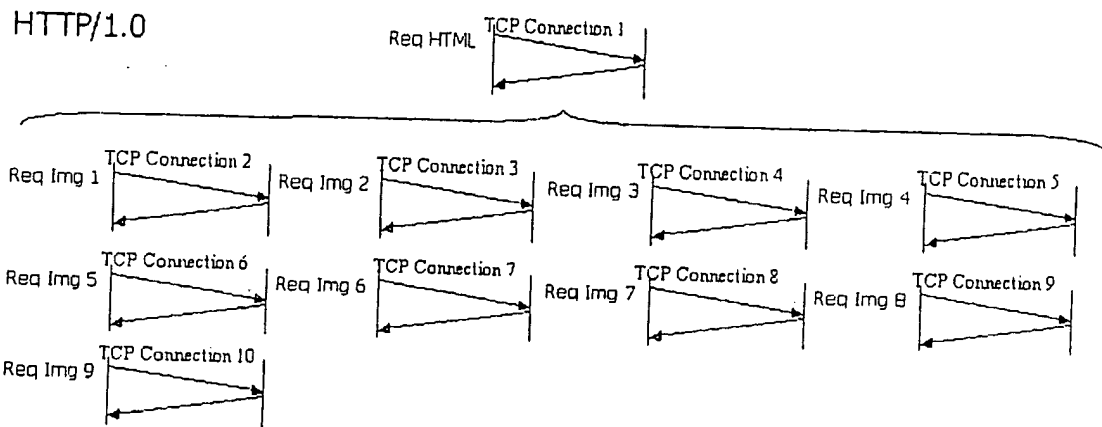 HTTP/1.0
Req HTML
TCP Connection 1
Req Img 1
TCP Connection 2
Req Img 2
TCP Connection 3
Req Img 3
TCP Connection 4
Req Img 4
TCP Connection 5
Req Img 5
TCP Connection 6
Req Img 6
TCP Connection 7
Req Img 7
TCP Connection 8
Req Img 8
TCP Connection 9
Req Img 9
TCP Connection 10